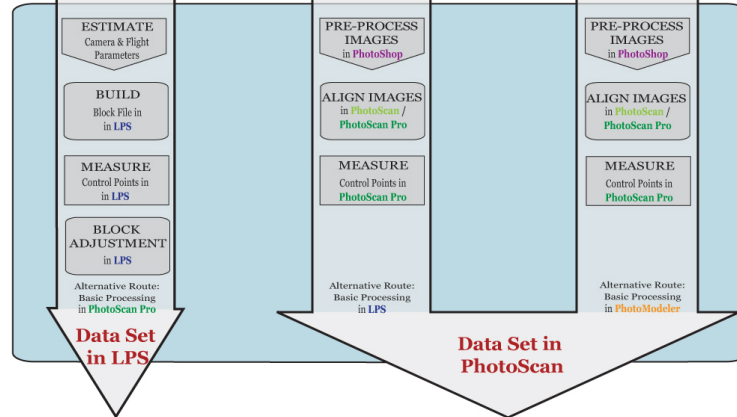 ESTIMATE
Camera & Flight
Parameters
BUILD
Block File in
in LPS
MEASURE
Control Points in
in LPS
BLOCK
ADJUSTMENT
in LPS
Alternative Route:
Basic Processing
in PhotoScan Pro
Data Set
in LPS
PRE-PROCESS
IMAGES
in PhotoShop
ALIGN IMAGES
in PhotoScan /
PhotoScan Pro
MEASURE
Control Points in
PhotoScan Pro
Alternative Route:
Basic Processing
in LPS
PRE-PROCESS
IMAGES
in PhotoShop
ALIGN IMAGES
in PhotoScan /
PhotoScan Pro
MEASURE
Control Points in
PhotoScan Pro
Alternative Route:
Basic Processing
in PhotoModeler
Data Set in
PhotoScan